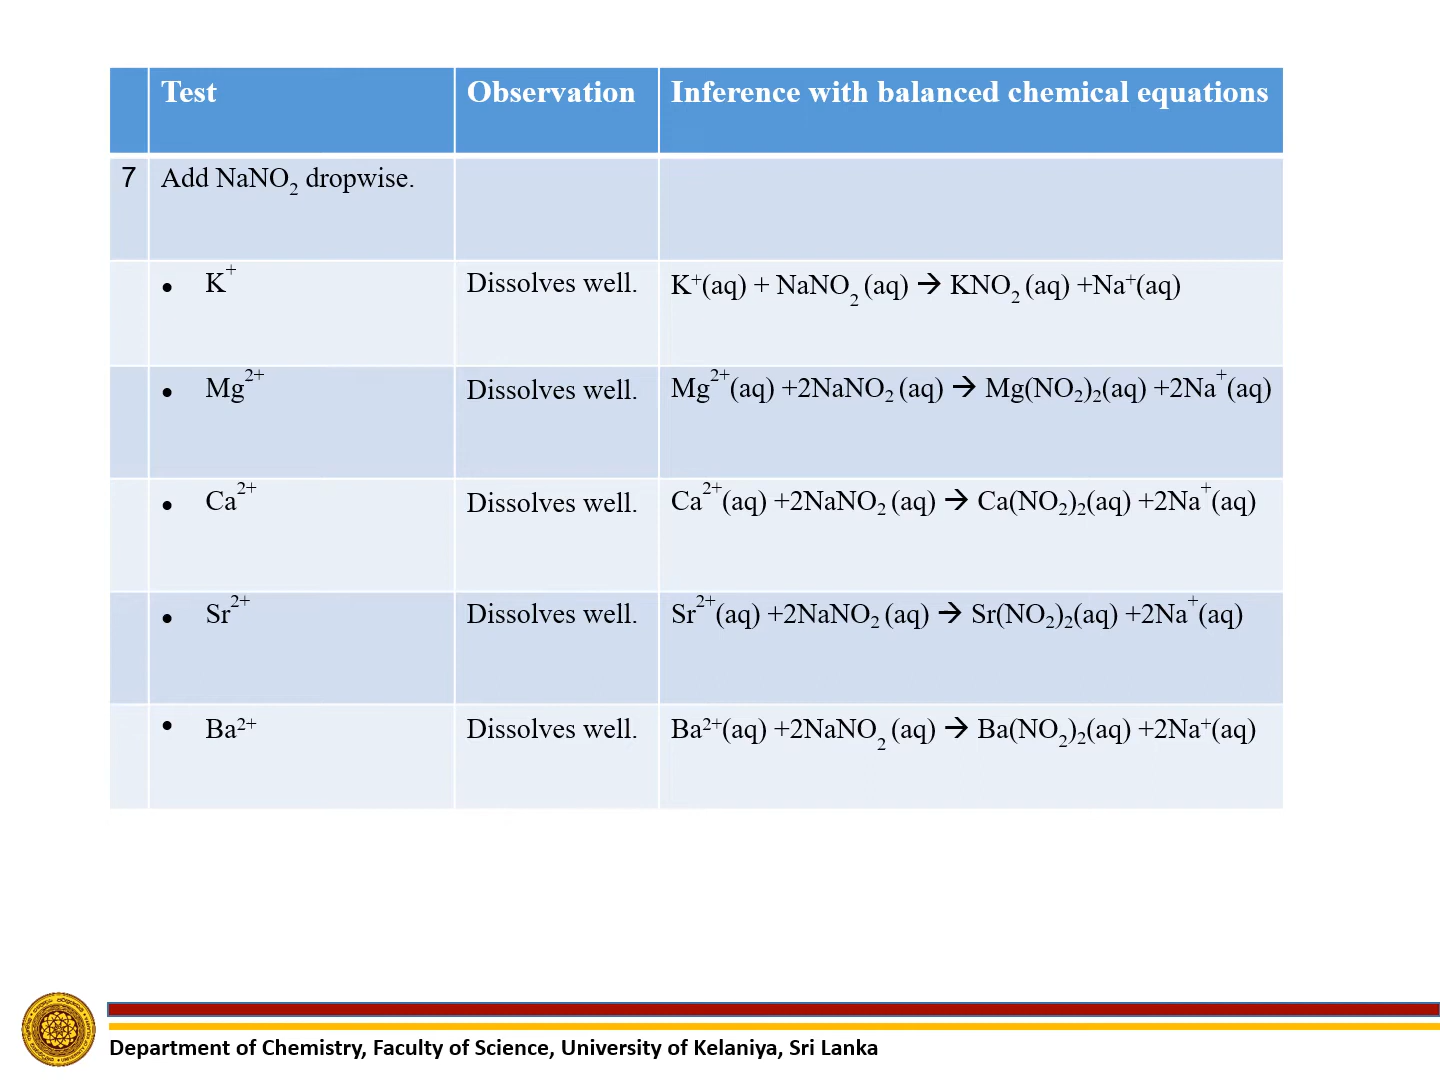 Test Observation Inference with balanced chemical equations
7 Add NaNO₂ dropwise.
• K⁺ Dissolves well. K⁺(aq) + NaNO₂ (aq) → KNO₂ (aq) +Na⁺(aq)
• Mg²⁺ Dissolves well. Mg²⁺(aq) +2NaNO₂ (aq) → Mg(NO₂)₂(aq) +2Na⁺(aq)
• Ca²⁺ Dissolves well. Ca²⁺(aq) +2NaNO₂ (aq) → Ca(NO₂)₂(aq) +2Na⁺(aq)
• Sr²⁺ Dissolves well. Sr²⁺(aq) +2NaNO₂ (aq) → Sr(NO₂)₂(aq) +2Na⁺(aq)
• Ba²⁺ Dissolves well. Ba²⁺(aq) +2NaNO₂ (aq) → Ba(NO₂)₂(aq) +2Na⁺(aq)
Department of Chemistry, Faculty of Science, University of Kelaniya, Sri Lanka